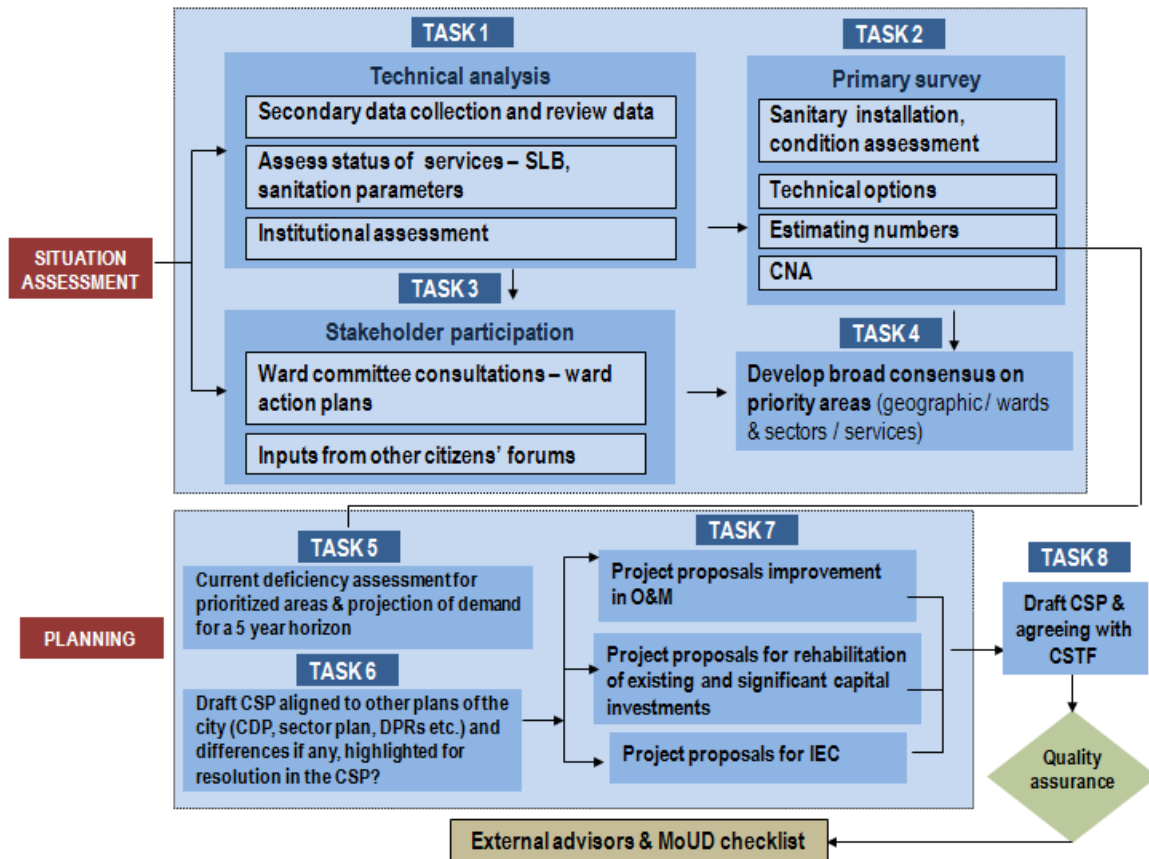 TASK 1
Technical analysis
Secondary data collection and review data
Assess status of services – SLB,
sanitation parameters
Institutional assessment
TASK 2
Primary survey
Sanitary installation,
condition assessment
Technical options
Estimating numbers
CNA
SITUATION
ASSESSMENT
TASK 3
Stakeholder participation
Ward committee consultations – ward
action plans
Inputs from other citizens' forums
TASK 4
Develop broad consensus on
priority areas (geographic / wards
& sectors / services)
PLANNING
TASK 5
Current deficiency assessment for
prioritized areas & projection of demand
for a 5 year horizon
TASK 6
Draft CSP aligned to other plans of the
city (CDP, sector plan, DPRs etc.) and
differences if any, highlighted for
resolution in the CSP?
TASK 7
Project proposals improvement
in O&M
Project proposals for rehabilitation
of existing and significant capital
investments
Project proposals for IEC
TASK 8
Draft CSP &
agreeing with
CSTF
Quality
assurance
External advisors & MoUD checklist